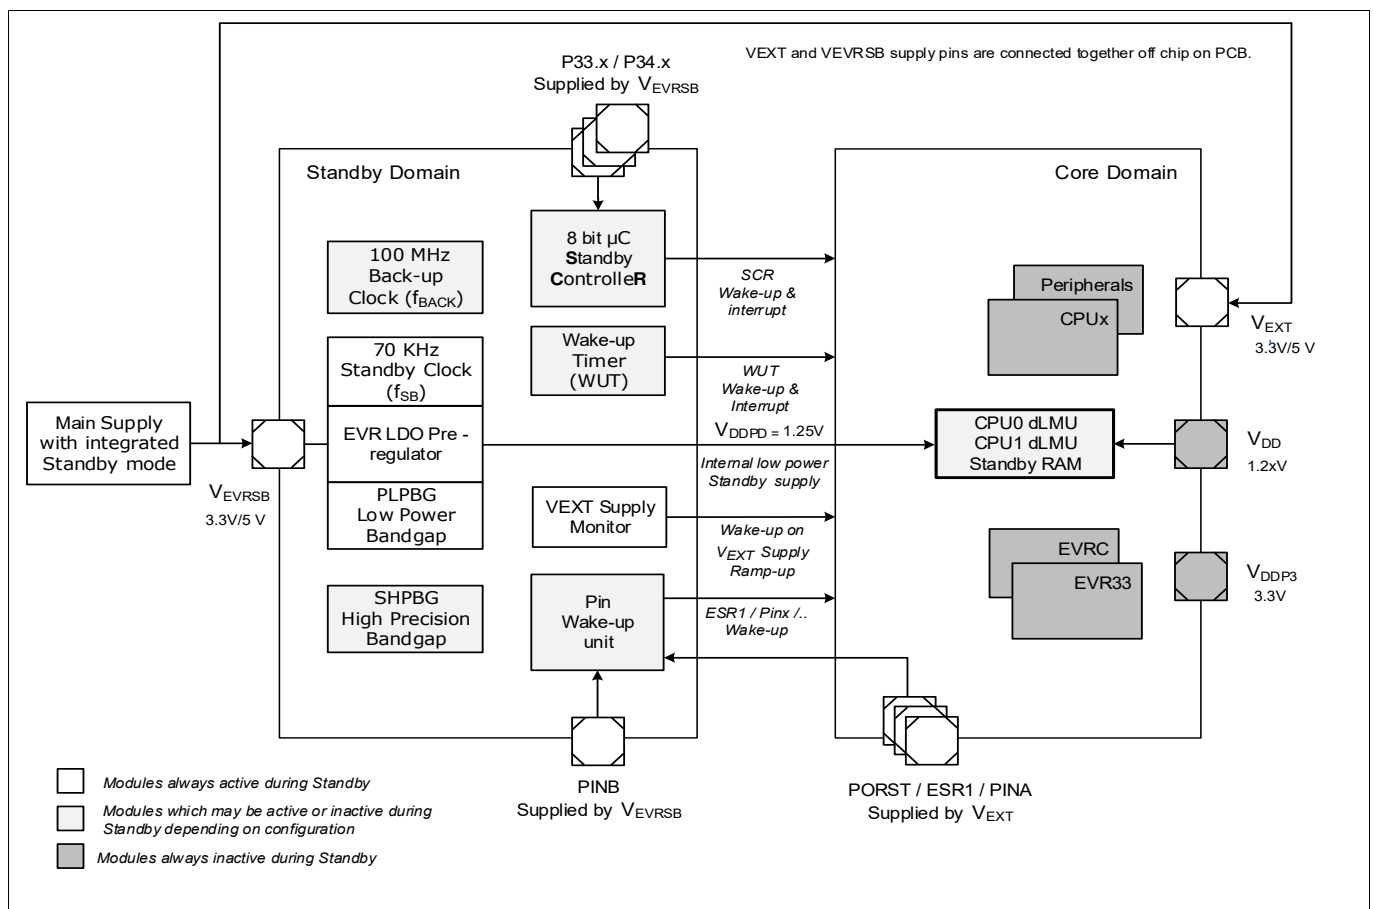 VEXT and VEVRSB supply pins are connected together off chip on PCB.
P33.x / P34.x
Supplied by VEVRSB
Standby Domain
Core Domain
100 MHz
Back-up
Clock (fBACK)
8 bit µC
Standby
ControlleR
SCR
Wake-up &
interrupt
Peripherals
CPUx
VEXT
3.3V/5 V
70 KHz
Standby Clock
(fSB)
Wake-up
Timer
(WUT)
WUT
Wake-up &
Interrupt
Main Supply
with integrated
Standby mode
EVR LDO Pre -
regulator
VDDPD = 1.25V
Internal low power
Standby supply
CPU0 dLMU
CPU1 dLMU
Standby RAM
VDD
1.2xV
VEVRSB
3.3V/5 V
PLPBG
Low Power
Bandgap
VEXT Supply
Monitor
Wake-up on
VEXT Supply
Ramp-up
EVRC
EVR33
VDDP3
3.3V
SHPBG
High Precision
Bandgap
Pin
Wake-up
unit
ESR1 / Pinx /..
Wake-up
PINB
Supplied by VEVRSB
PORST / ESR1 / PINA
Supplied by VEXT
Modules always active during Standby
Modules which may be active or inactive during
Standby depending on configuration
Modules always inactive during Standby